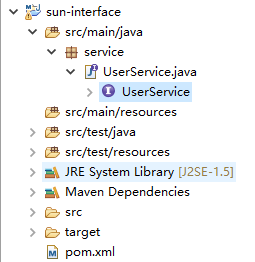 sun-interface
src/main/java
service
UserService.java
UserService
src/main/resources
src/test/java
src/test/resources
JRE System Library [J2SE-1.5]
Maven Dependencies
src
target
pom.xml